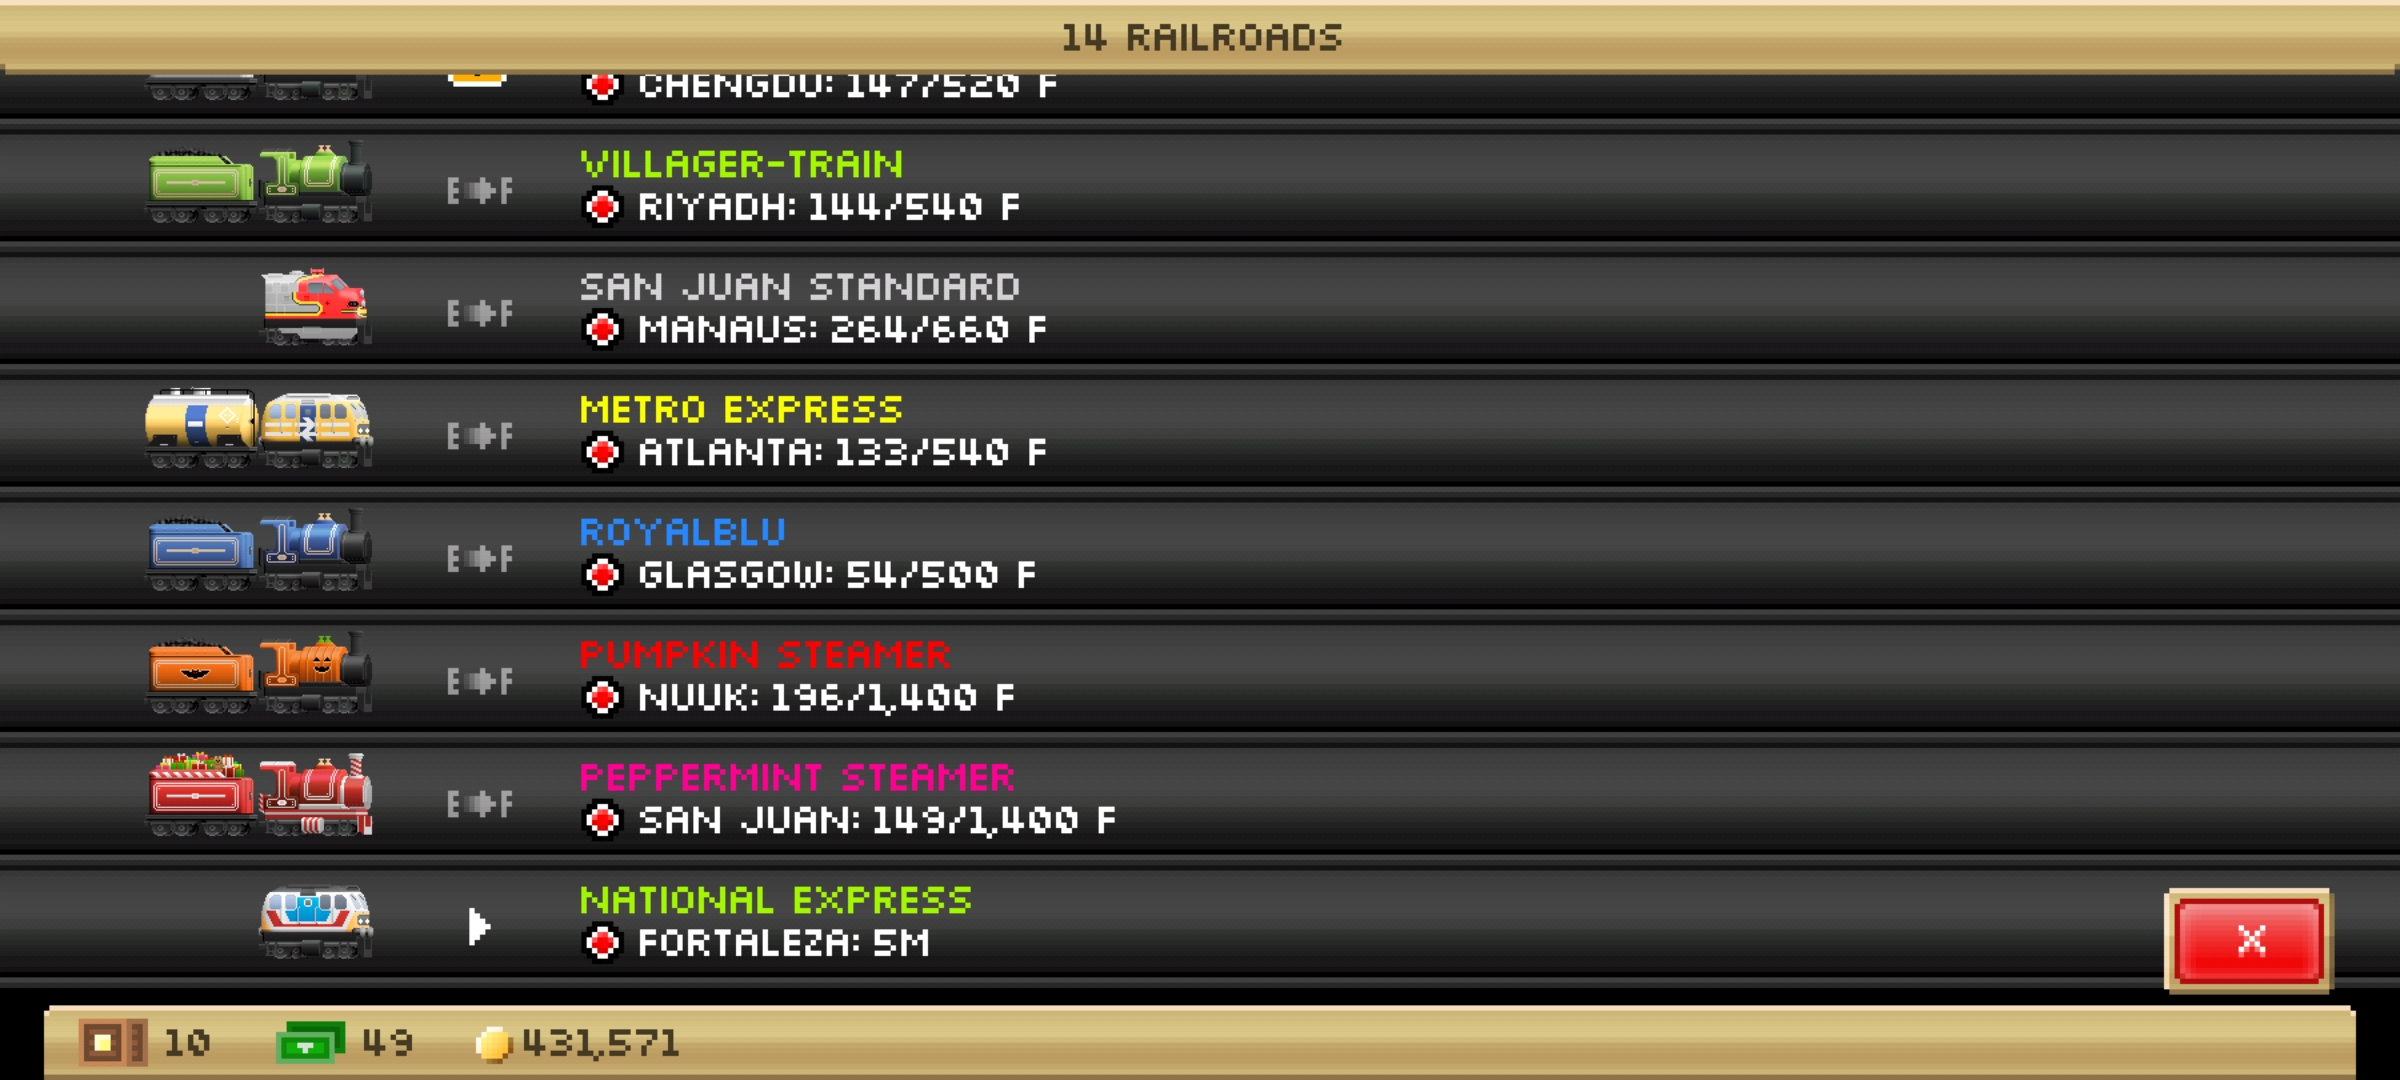 14 RAILROADS
CHENGDU: 147/520 F
VILLAGER-TRAIN
E F
RIYADH: 144/540 F
SAN JUAN STANDARD
E F
MANAUS: 264/660 F
METRO EXPRESS
E F
ATLANTA: 133/540 F
ROYALBLU
E F
GLASGOW: 54/500 F
PUMPKIN STEAMER
E F
NUUK: 196/1,400 F
PEPPERMINT STEAMER
E F
SAN JUAN: 149/1,400 F
NATIONAL EXPRESS
FORTALEZA: 5M
X
10 49 431,571